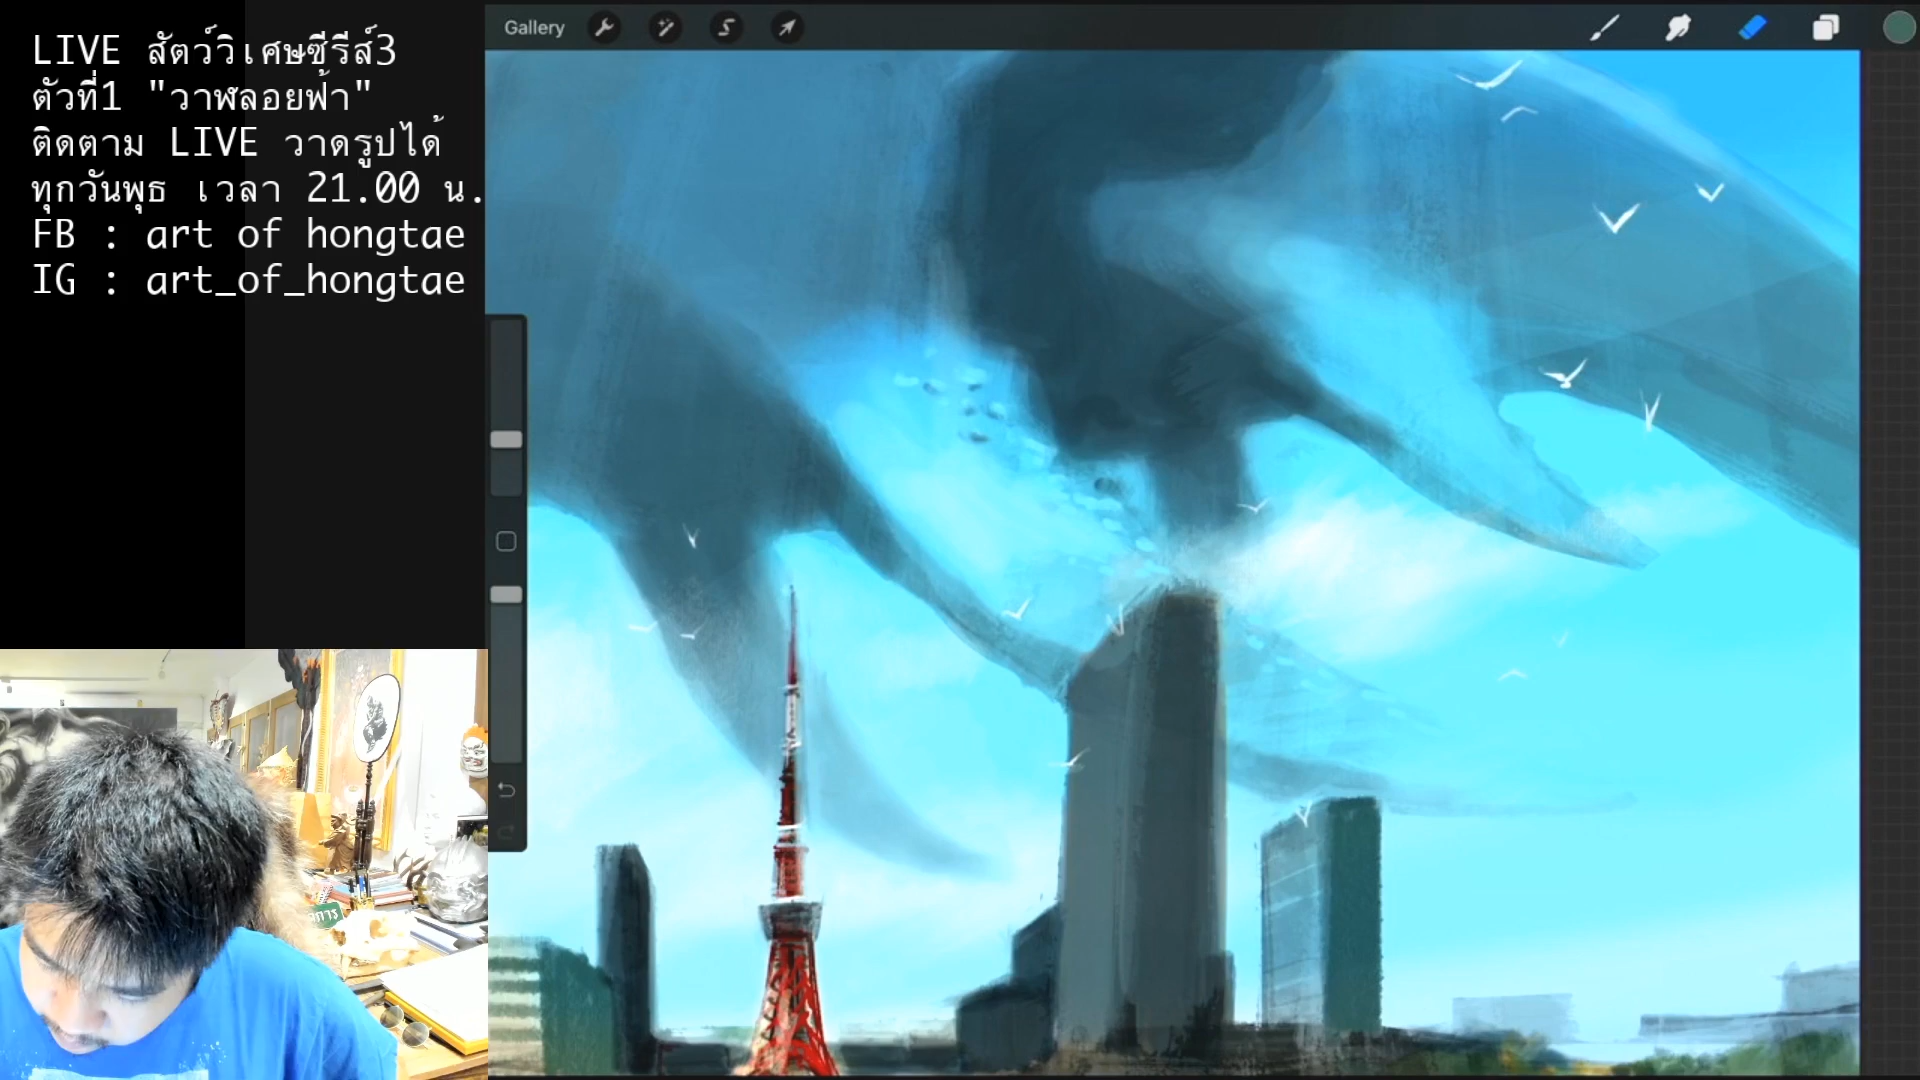 LIVE สัตว์วิเศษซีรีส์3
ตัวที่1 "วาฬลอยฟ้า"
ติดตาม LIVE วาดรูปได้
ทุกวันพุธ เวลา 21.00 น.
FB : art of hongtae
IG : art_of_hongtae
Gallery